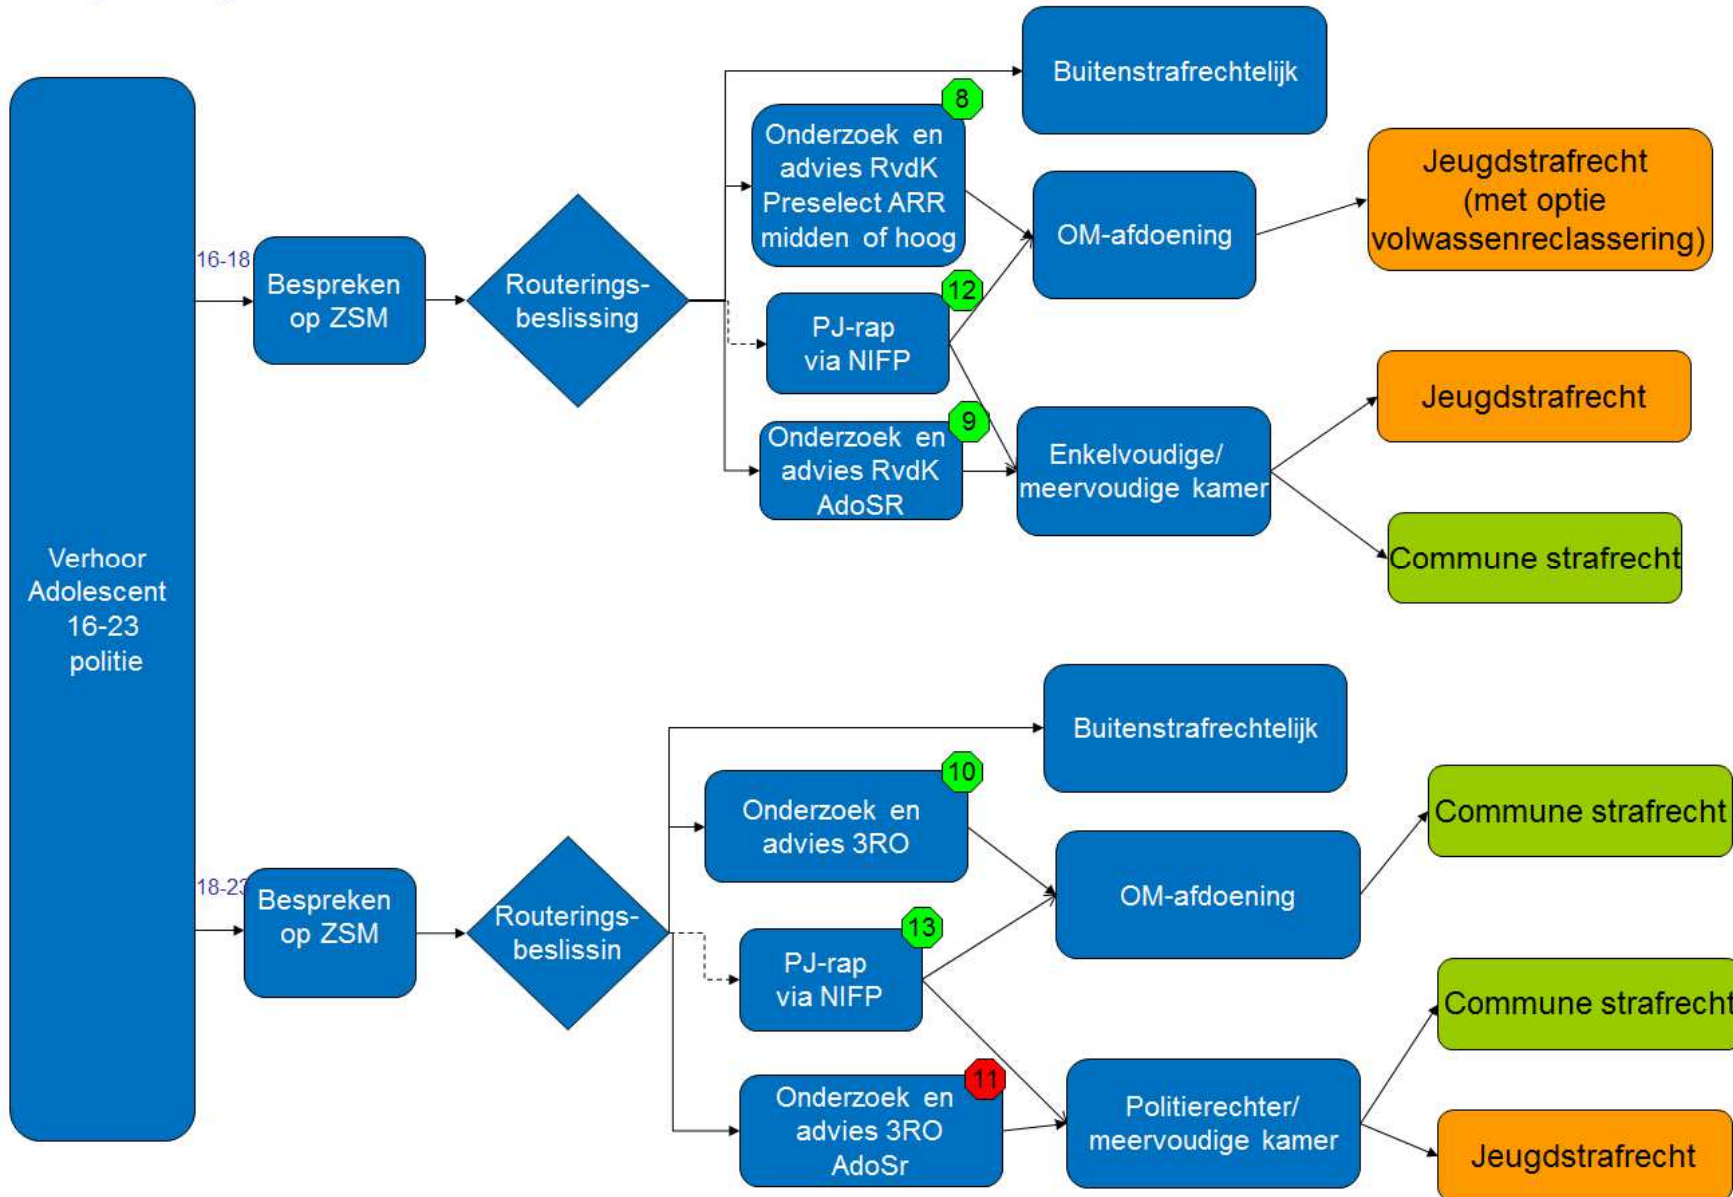 Verhoor
Adolescent
16-23
politie
16-18
Bespreken
op ZSM
Routerings-
beslissing
Buitenstrafrechtelijk
8
Onderzoek en
advies RvdK
Preselect ARR
midden of hoog
12
PJ-rap
via NIFP
9
Onderzoek en
advies RvdK
AdoSR
OM-afdoening
Enkelvoudige/
meervoudige kamer
Jeugdstrafrecht
(met optie
volwassenreclassering)
Jeugdstrafrecht
Commune strafrecht
18-23
Bespreken
op ZSM
Routerings-
beslissin
Buitenstrafrechtelijk
10
Onderzoek en
advies 3RO
13
PJ-rap
via NIFP
11
Onderzoek en
advies 3RO
AdoSr
OM-afdoening
Politierechter/
meervoudige kamer
Commune strafrecht
Commune strafrecht
Jeugdstrafrecht